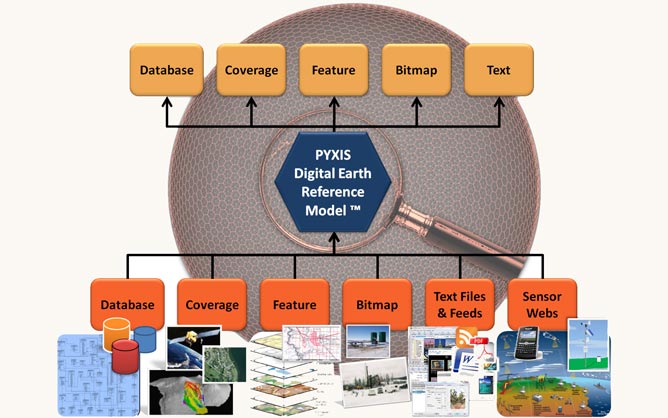 Database
Coverage
Feature
Bitmap
Text
PYXIS
Digital Earth
Reference
Model ™
Database
Coverage
Feature
Bitmap
Text Files
& Feeds
Sensor
Webs
PDF
W